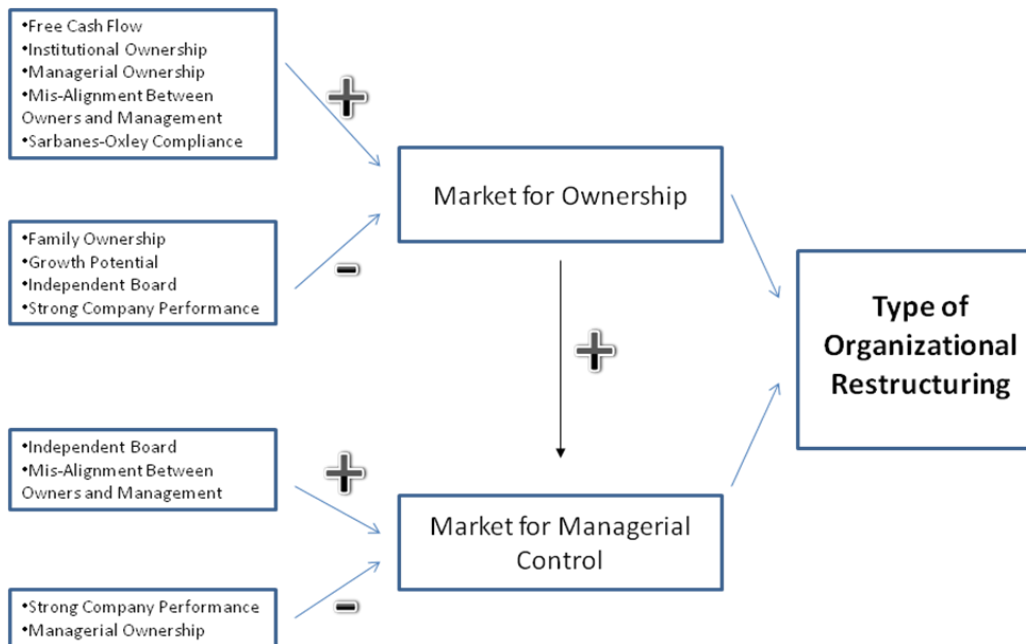 •Free Cash Flow
•Institutional Ownership
•Managerial Ownership
•Mis-Alignment Between
Owners and Management
•Sarbanes-Oxley Compliance
+
Market for Ownership
•Family Ownership
•Growth Potential
•Independent Board
•Strong Company Performance
-
Type of
Organizational
Restructuring
+
•Independent Board
•Mis-Alignment Between
Owners and Management
+
Market for Managerial
Control
•Strong Company Performance
•Managerial Ownership
-